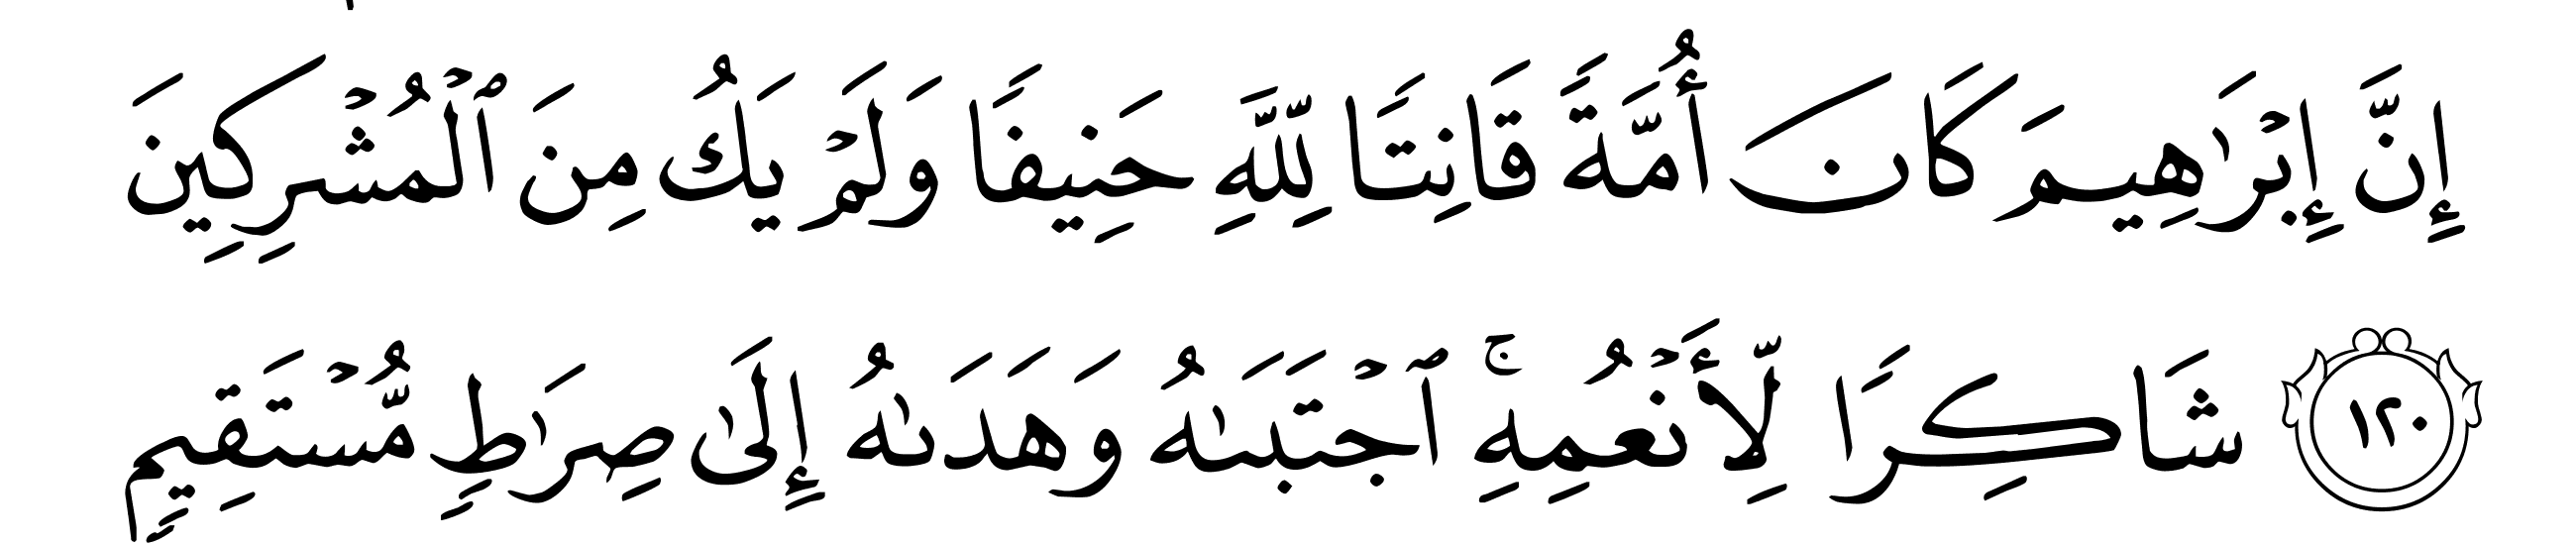 إِنَّ إِبۡرَٰهِيمَ كَانَ أُمَّةٗ قَانِتٗا لِّلَّهِ حَنِيفٗا وَلَمۡ يَكُ مِنَ ٱلۡمُشۡرِكِينَ
١٢٠ شَاكِرٗا لِّأَنۡعُمِهِۚ ٱجۡتَبَىٰهُ وَهَدَىٰهُ إِلَىٰ صِرَٰطٖ مُّسۡتَقِيمٖ